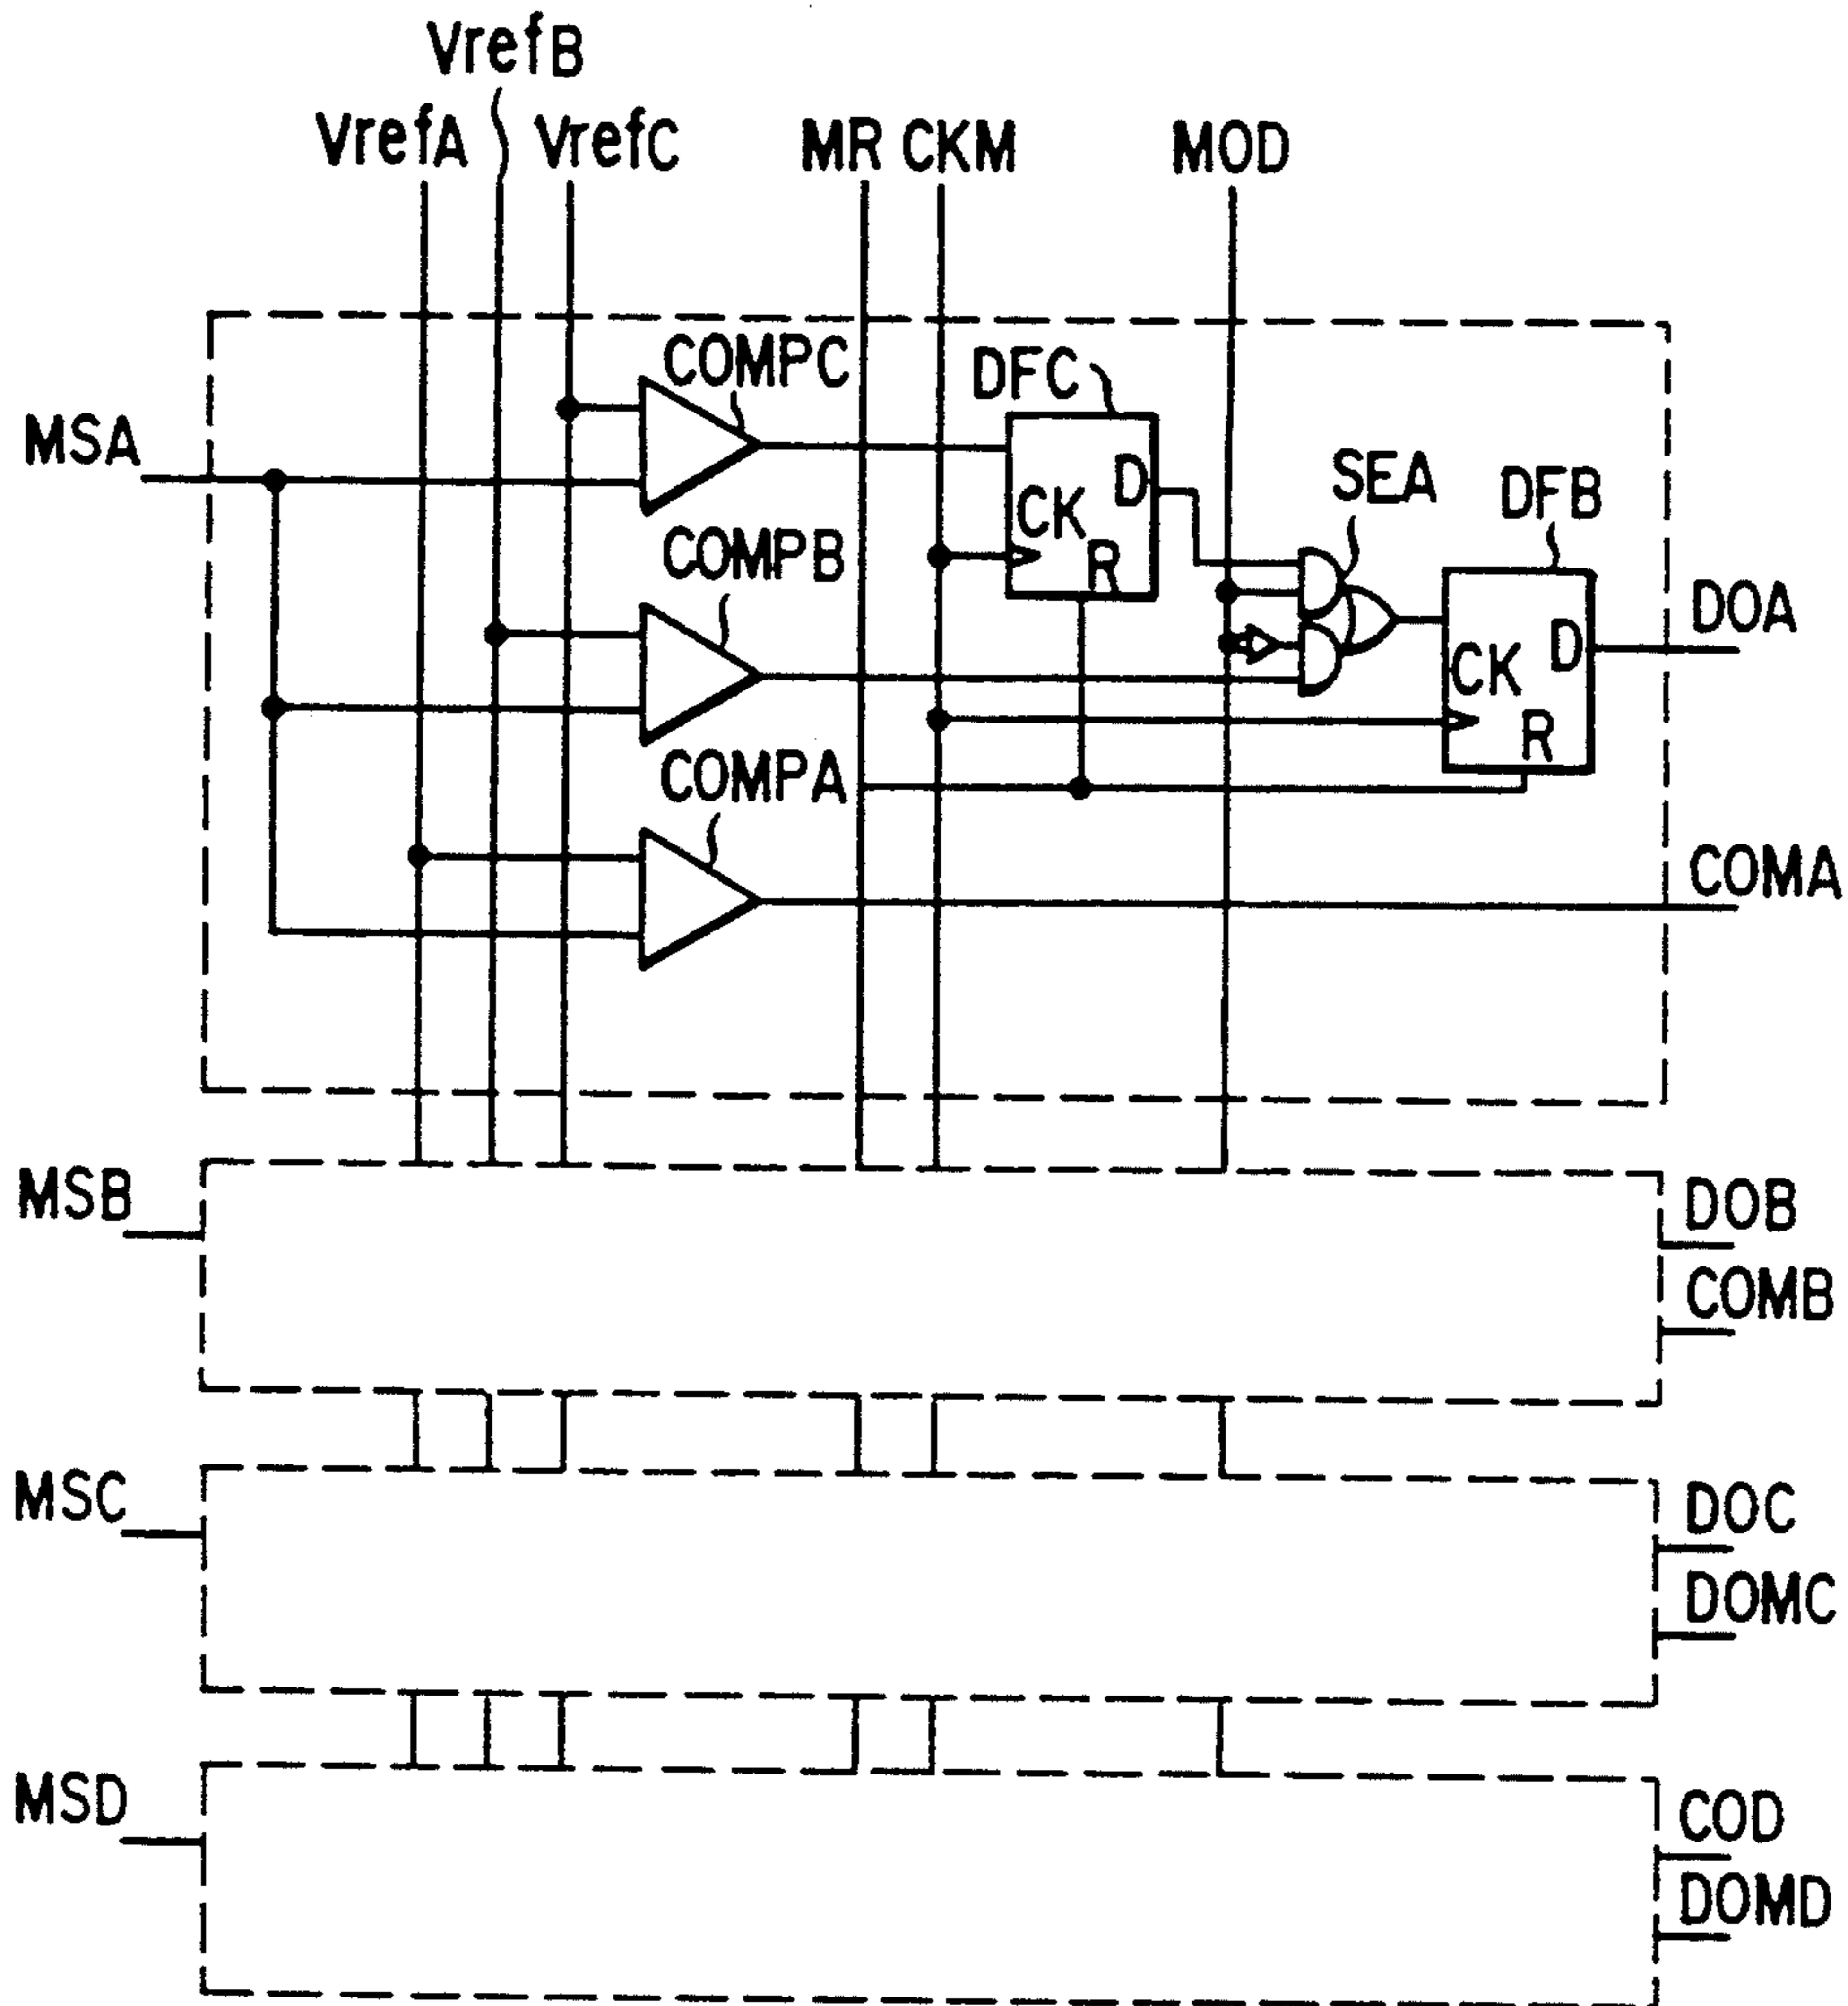 VrefB
VrefA
VrefC
MR
CKM
MOD
COMPC
DFC
MSA
D
SEA
DFB
CK
COMPB
R
DOA
D
CK
R
COMPA
COMA
MSB
DOB
COMB
MSC
DOC
DOMC
MSD
COD
DOMD